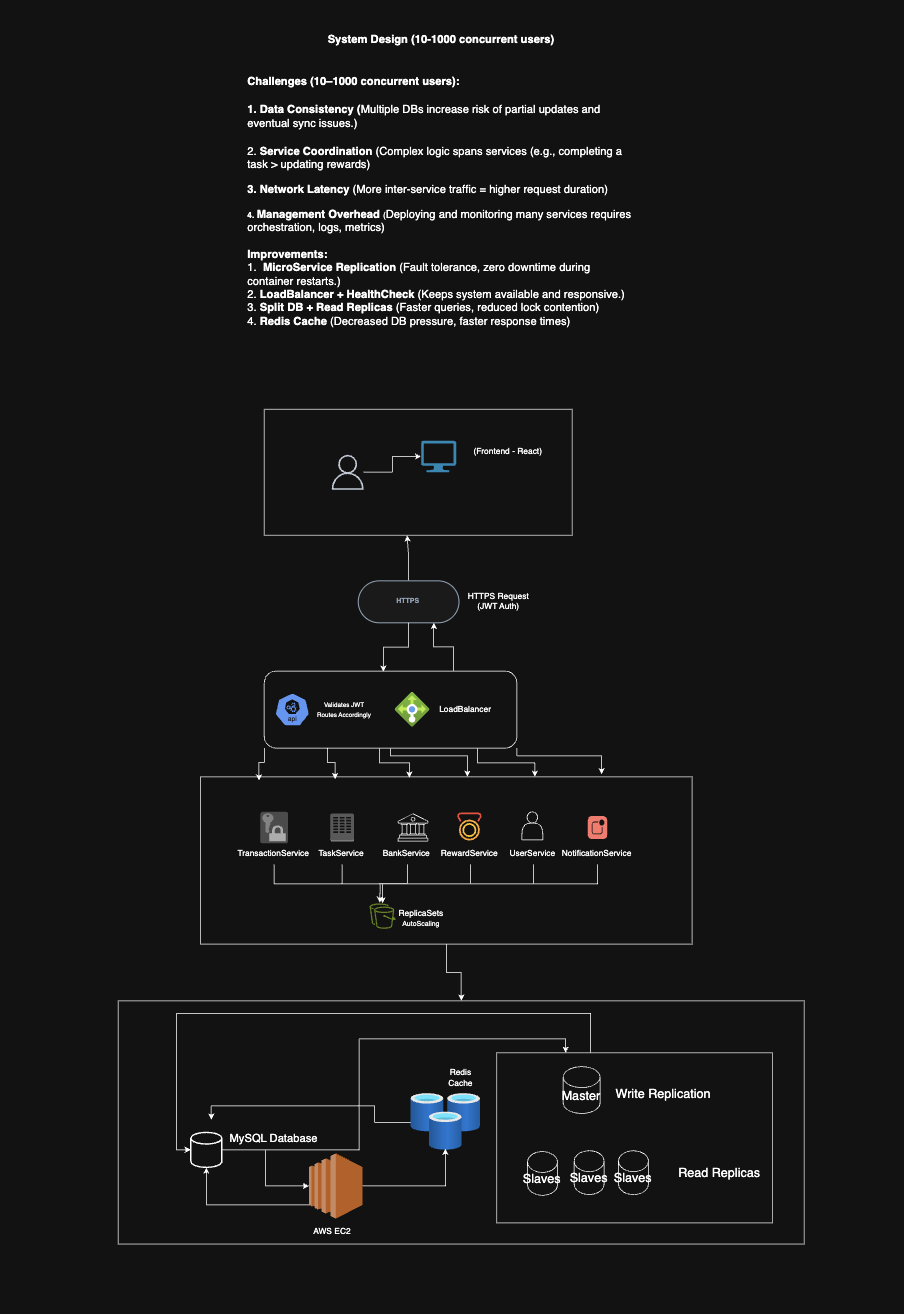 System Design (10-1000 concurrent users)
Challenges (10–1000 concurrent users):
1. Data Consistency (Multiple DBs increase risk of partial updates and
eventual sync issues.)
2. Service Coordination (Complex logic spans services (e.g., completing a
task > updating rewards)
3. Network Latency (More inter-service traffic = higher request duration)
4. Management Overhead (Deploying and monitoring many services requires
orchestration, logs, metrics)
Improvements:
1. MicroService Replication (Fault tolerance, zero downtime during
container restarts.)
2. LoadBalancer + HealthCheck (Keeps system available and responsive.)
3. Split DB + Read Replicas (Faster queries, reduced lock contention)
4. Redis Cache (Decreased DB pressure, faster response times)
(Frontend - React)
HTTPS
HTTPS Request
(JWT Auth)
api
Validates JWT
Routes Accordingly
LoadBalancer
TransactionService
TaskService
BankService
RewardService
UserService
NotificationService
ReplicaSets
AutoScaling
Redis
Cache
Master
Write Replication
MySQL Database
Slaves
Slaves
Slaves
Read Replicas
AWS EC2